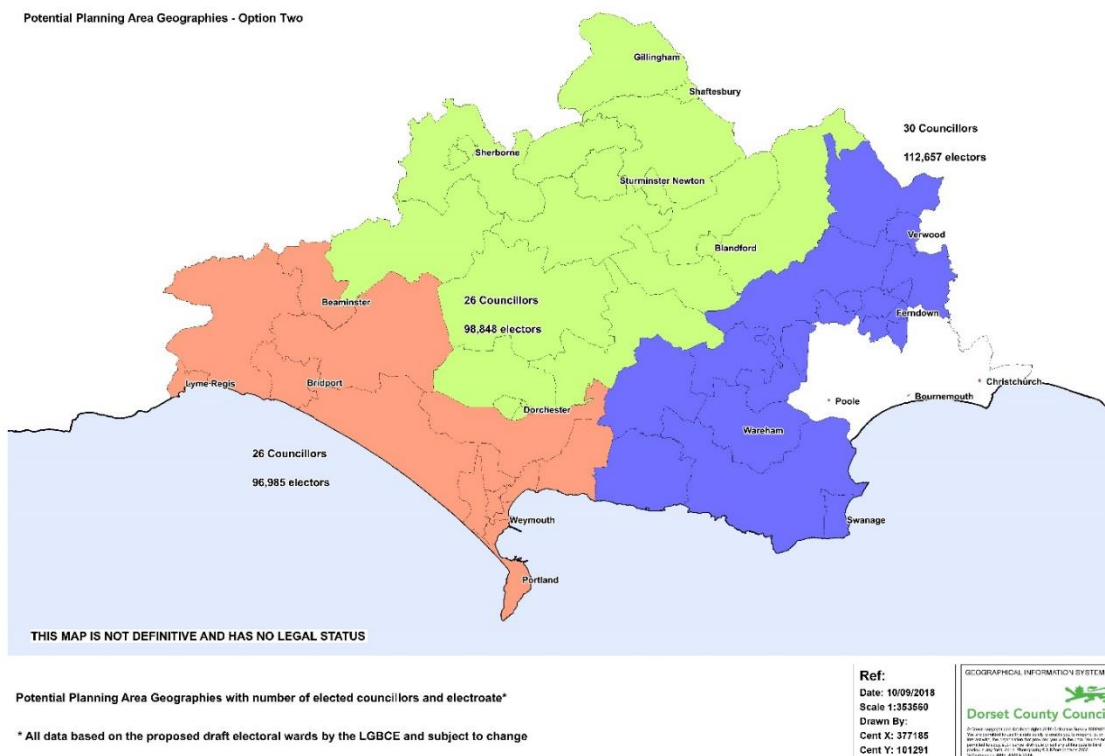 Potential Planning Area Geographies - Option Two
Gillingham
Shaftesbury
30 Councillors
112,657 electors
Sherborne
Sturminster Newton
Verwood
Blandford
Beaminster
26 Councillors
98,848 electors
Ferndown
Lyme Regis
Bridport
Christchurch
Bournemouth
Poole
Dorchester
Wareham
26 Councillors
96,985 electors
Weymouth
Swanage
Portland
THIS MAP IS NOT DEFINITIVE AND HAS NO LEGAL STATUS
Potential Planning Area Geographies with number of elected councillors and electroate*
* All data based on the proposed draft electoral wards by the LGBCE and subject to change
Ref:
Date: 10/09/2018
Scale 1:353560
Drawn By:
Cent X: 377185
Cent Y: 101291
GEOGRAPHICAL INFORMATION SYSTEM
Dorset County Counci